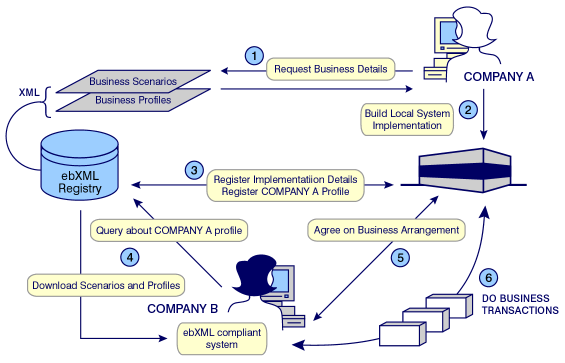 1
Request Business Details
COMPANY A
Business Scenarios
XML
Business Profiles
2
Build Local System
Implementation
ebXML
Registry
3
Register Implementatiion Details
Register COMPANY A Profile
Query about COMPANY A profile
Agree on Business Arrangement
4
5
Download Scenarios and Profiles
6
DO BUSINESS
TRANSACTIONS
COMPANY B
ebXML compliant
system